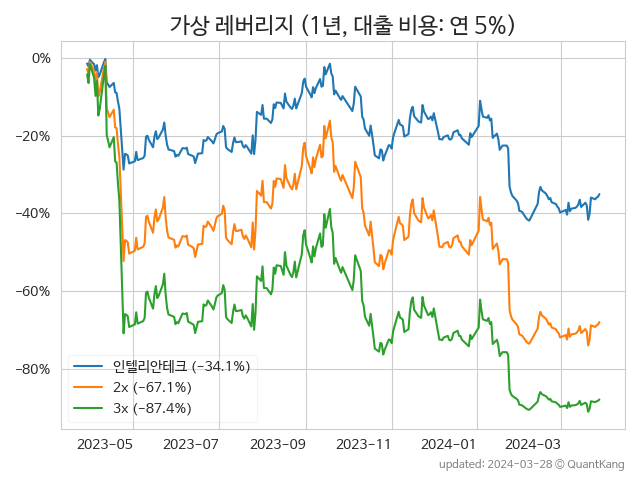 가상 레버리지 (1년, 대출 비용: 연 5%)
0%
−20%
−40%
−60%
−80%
인텔리안테크 (−34.1%)
2x (−67.1%)
3x (−87.4%)
2023-05 2023-07 2023-09 2023-11 2024-01 2024-03
updated: 2024-03-28 © QuantKang